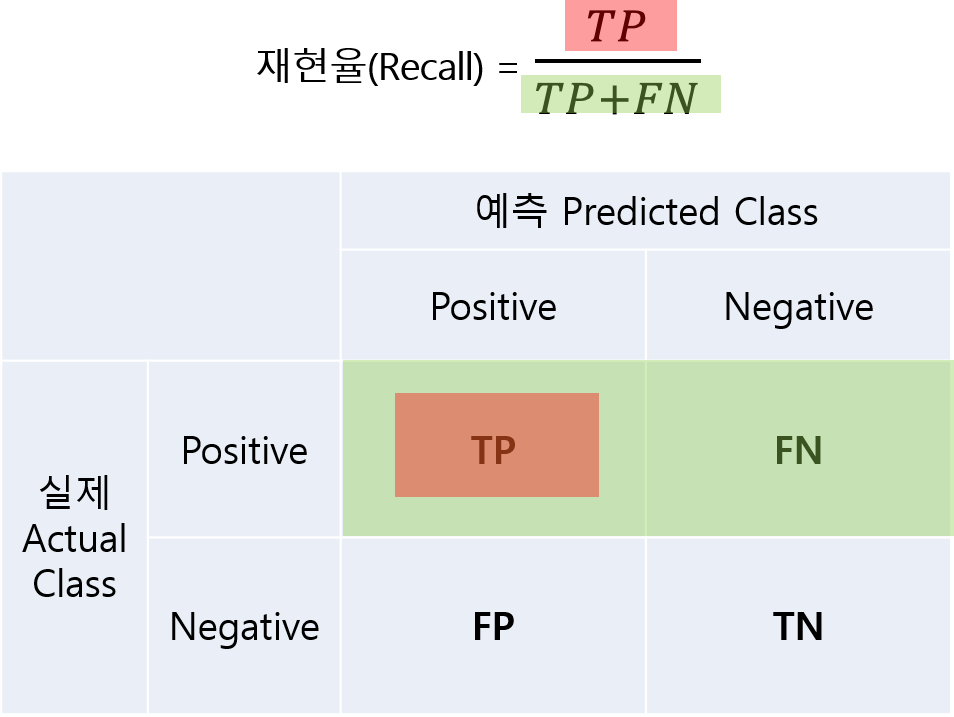 재현율(Recall) = TP
TP+FN
예측 Predicted Class
Positive Negative
Positive TP FN
실제
Actual
Class
Negative FP TN